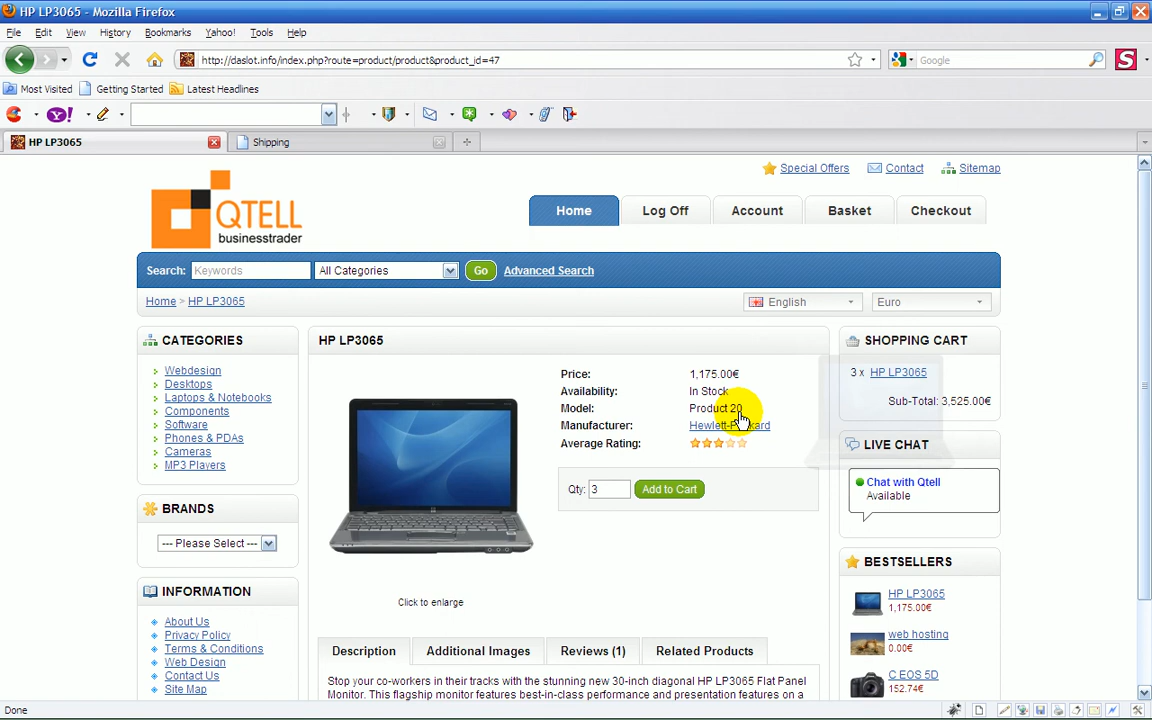 HP LP3065 - Mozilla Firefox
File Edit View History Bookmarks Yahoo! Tools Help
http://daslot.info/index.php?route=product/product&product_id=47
Google
S
Most Visited Getting Started Latest Headlines
Y!
HP LP3065 Shipping
Special Offers Contact Sitemap
QTELL
businesstrader
Home Log Off Account Basket Checkout
Search: Keywords All Categories Go Advanced Search
Home > HP LP3065 English Euro
CATEGORIES
Webdesign
Desktops
Laptops & Notebooks
Components
Software
Phones & PDAs
Cameras
MP3 Players
BRANDS
--- Please Select ---
INFORMATION
About Us
Privacy Policy
Terms & Conditions
Web Design
Contact Us
Site Map
HP LP3065
Price: 1,175.00€
Availability: In Stock
Model: Product 20
Manufacturer: Hewlett-Packard
Average Rating:
Qty: 3 Add to Cart
Click to enlarge
Description Additional Images Reviews (1) Related Products
Stop your co-workers in their tracks with the stunning new 30-inch diagonal HP LP3065 Flat Panel
Monitor. This flagship monitor features best-in-class performance and presentation features on a
SHOPPING CART
3 x HP LP3065
Sub-Total: 3,525.00€
LIVE CHAT
Chat with Qtell
Available
BESTSELLERS
HP LP3065
1,175.00€
web hosting
0.00€
C EOS 5D
152.74€
Done